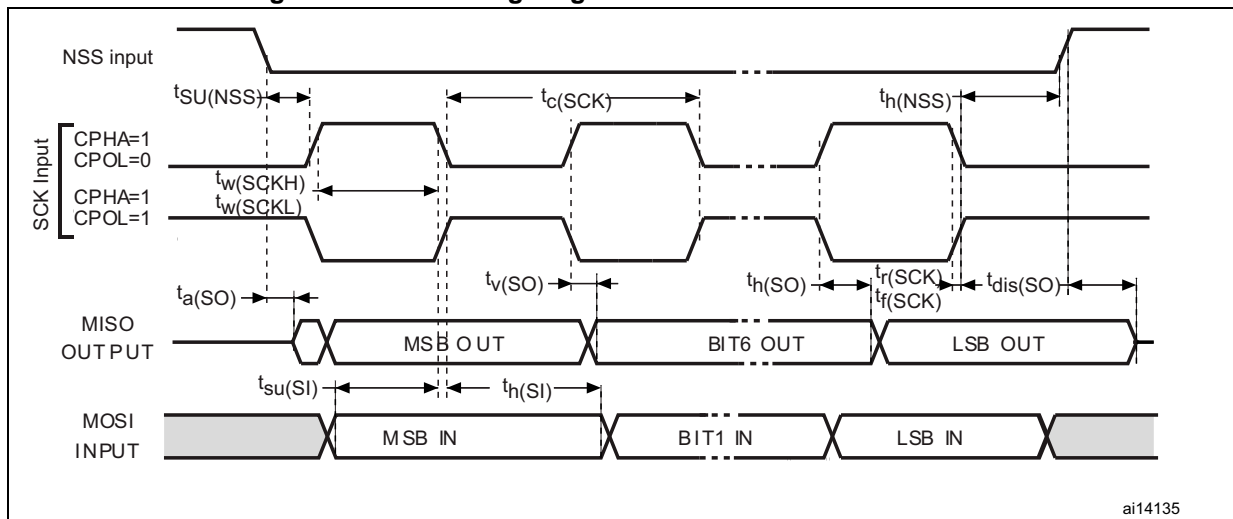 NSS input
tSU(NSS)
tc(SCK)
th(NSS)
SCK Input
CPHA=1
CPOL=0
tw(SCKH)
CPHA=1
tw(SCKL)
CPOL=1
ta(SO)
tv(SO)
th(SO)
tr(SCK)
tf(SCK)
tdis(SO)
MISO
OUTPUT
MSB OUT
BIT6 OUT
LSB OUT
tsu(SI)
th(SI)
MOSI
INPUT
MSB IN
BIT1 IN
LSB IN
ai14135